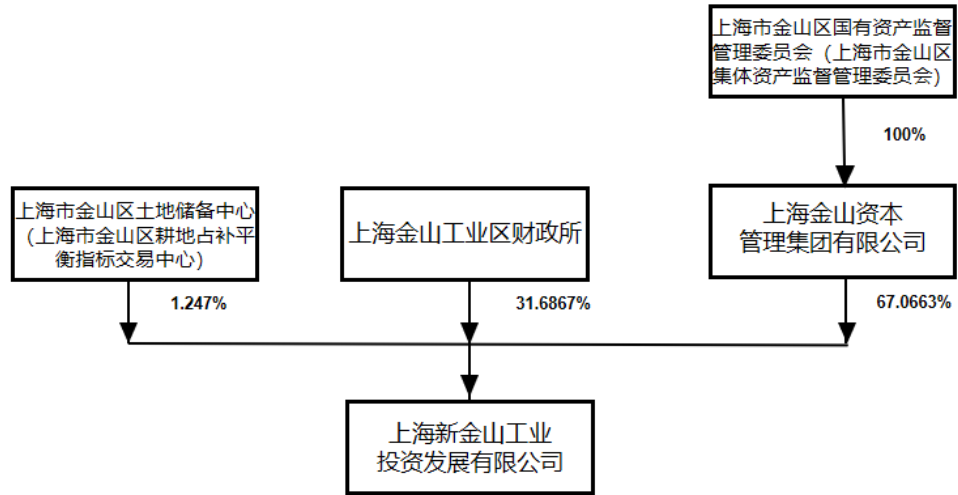 上海市金山区国有资产监督
管理委员会（上海市金山区
集体资产监督管理委员会）
100%
上海市金山区土地储备中心
（上海市金山区耕地占补平
衡指标交易中心）
上海金山工业区财政所
上海金山资本
管理集团有限公司
1.247%
31.6867%
67.0663%
上海新金山工业
投资发展有限公司